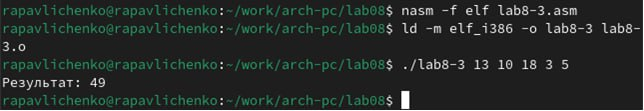 rapavlichenko@rapavlichenko:~/work/arch-pc/lab08$ nasm -f elf lab8-3.asm
rapavlichenko@rapavlichenko:~/work/arch-pc/lab08$ ld -m elf_i386 -o lab8-3 lab8-
3.o
rapavlichenko@rapavlichenko:~/work/arch-pc/lab08$ ./lab8-3 13 10 18 3 5
Результат: 49
rapavlichenko@rapavlichenko:~/work/arch-pc/lab08$